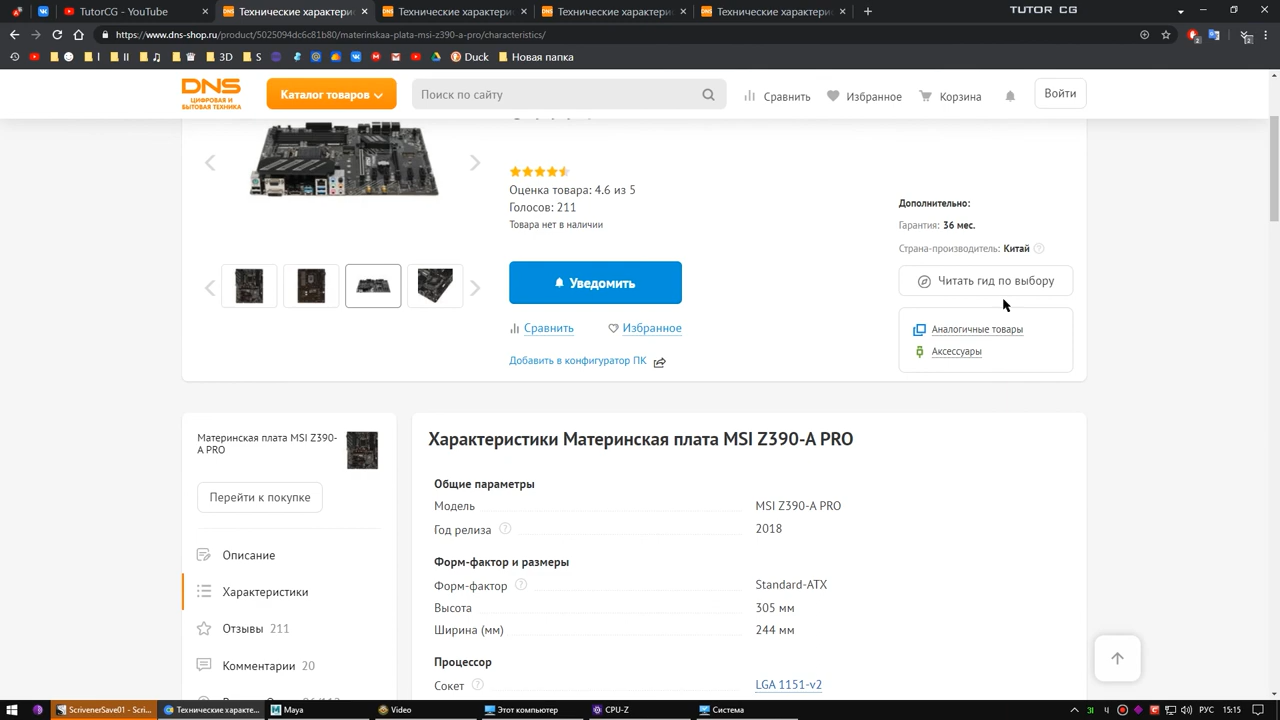 TutorCG - YouTube
Технические характе
Технические характери
Технические характери
Технические характери
TUTOR CG
https://www.dns-shop.ru/product/5025094dc6c81b80/materinskaa-plata-msi-z390-a-pro/characteristics/
I
II
3D
S
Duck
Новая папка
DNS
ЦИФРОВАЯ И
БЫТОВАЯ ТЕХНИКА
Каталог товаров
Поиск по сайту
Сравнить
Избранное
Корзина
Войти
Оценка товара: 4.6 из 5
Голосов: 211
Товара нет в наличии
Дополнительно:
Гарантия: 36 мес.
Страна-производитель: Китай
Уведомить
Читать гид по выбору
Сравнить
Избранное
Аналогичные товары
Аксессуары
Добавить в конфигуратор ПК
Материнская плата MSI Z390-
A PRO
Перейти к покупке
Описание
Характеристики
Отзывы 211
Комментарии 20
Характеристики Материнская плата MSI Z390-A PRO
Общие параметры
Модель MSI Z390-A PRO
Год релиза 2018
Форм-фактор и размеры
Форм-фактор Standard-ATX
Высота 305 мм
Ширина (мм) 244 мм
Процессор
Сокет LGA 1151-v2
ScrivenerSave01 - Scri...
Технические характе...
Maya
Video
Этот компьютер
CPU-Z
Система
РУС
15:15